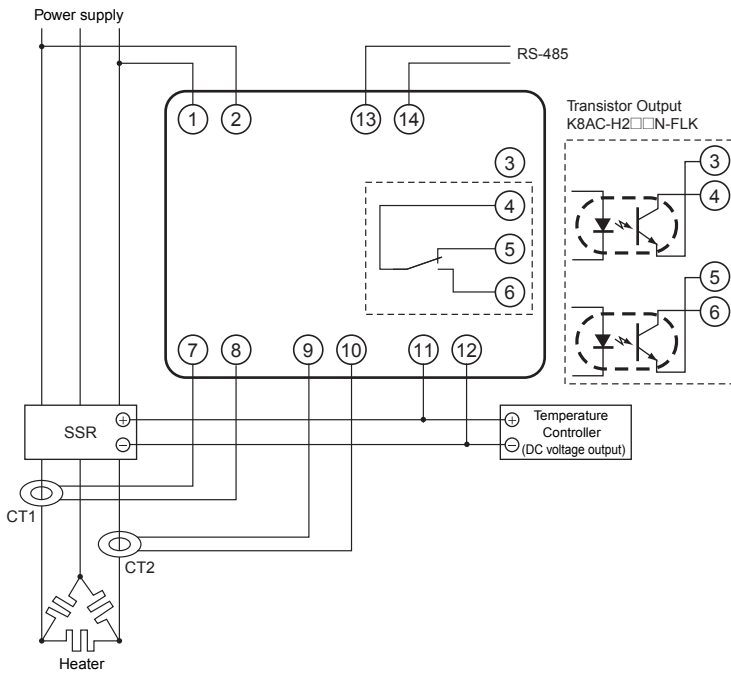 Power supply
RS-485
1 2 13 14
Transistor Output
K8AC-H2□□N-FLK
3
4
5
6
3
4
5
6
7 8 9 10 11 12
SSR
+
−
+
−
Temperature
Controller
(DC voltage output)
CT1
CT2
Heater